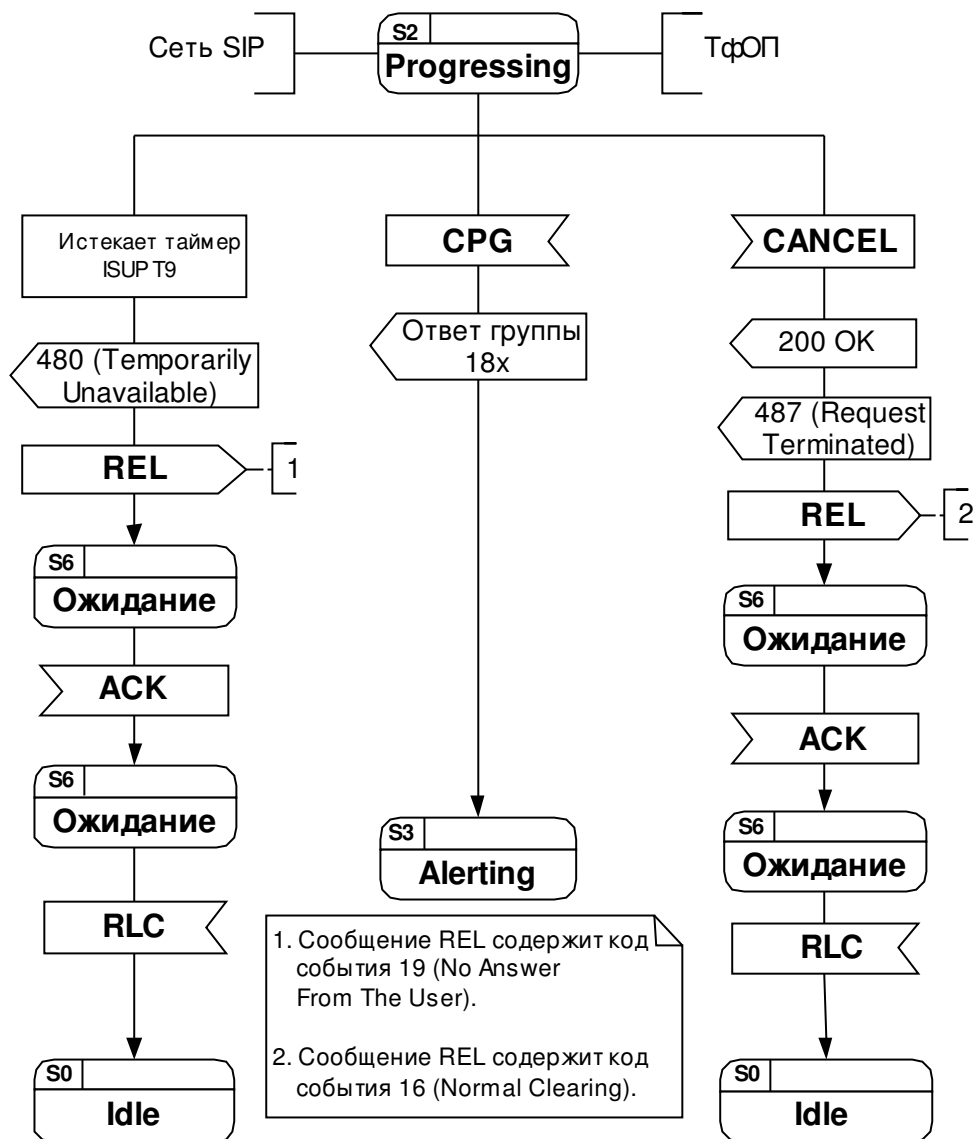 Сеть SIP
S2
Progressing
ТфОП
Истекает таймер
ISUP T9
480 (Temporarily
Unavailable)
REL
1
S6
Ожидание
ACK
S6
Ожидание
RLC
S0
Idle
CPG
Ответ группы
18x
S3
Alerting
CANCEL
200 OK
487 (Request
Terminated)
REL
2
S6
Ожидание
ACK
S6
Ожидание
RLC
S0
Idle
1. Сообщение REL содержит код
события 19 (No Answer
From The User).
2. Сообщение REL содержит код
события 16 (Normal Clearing).